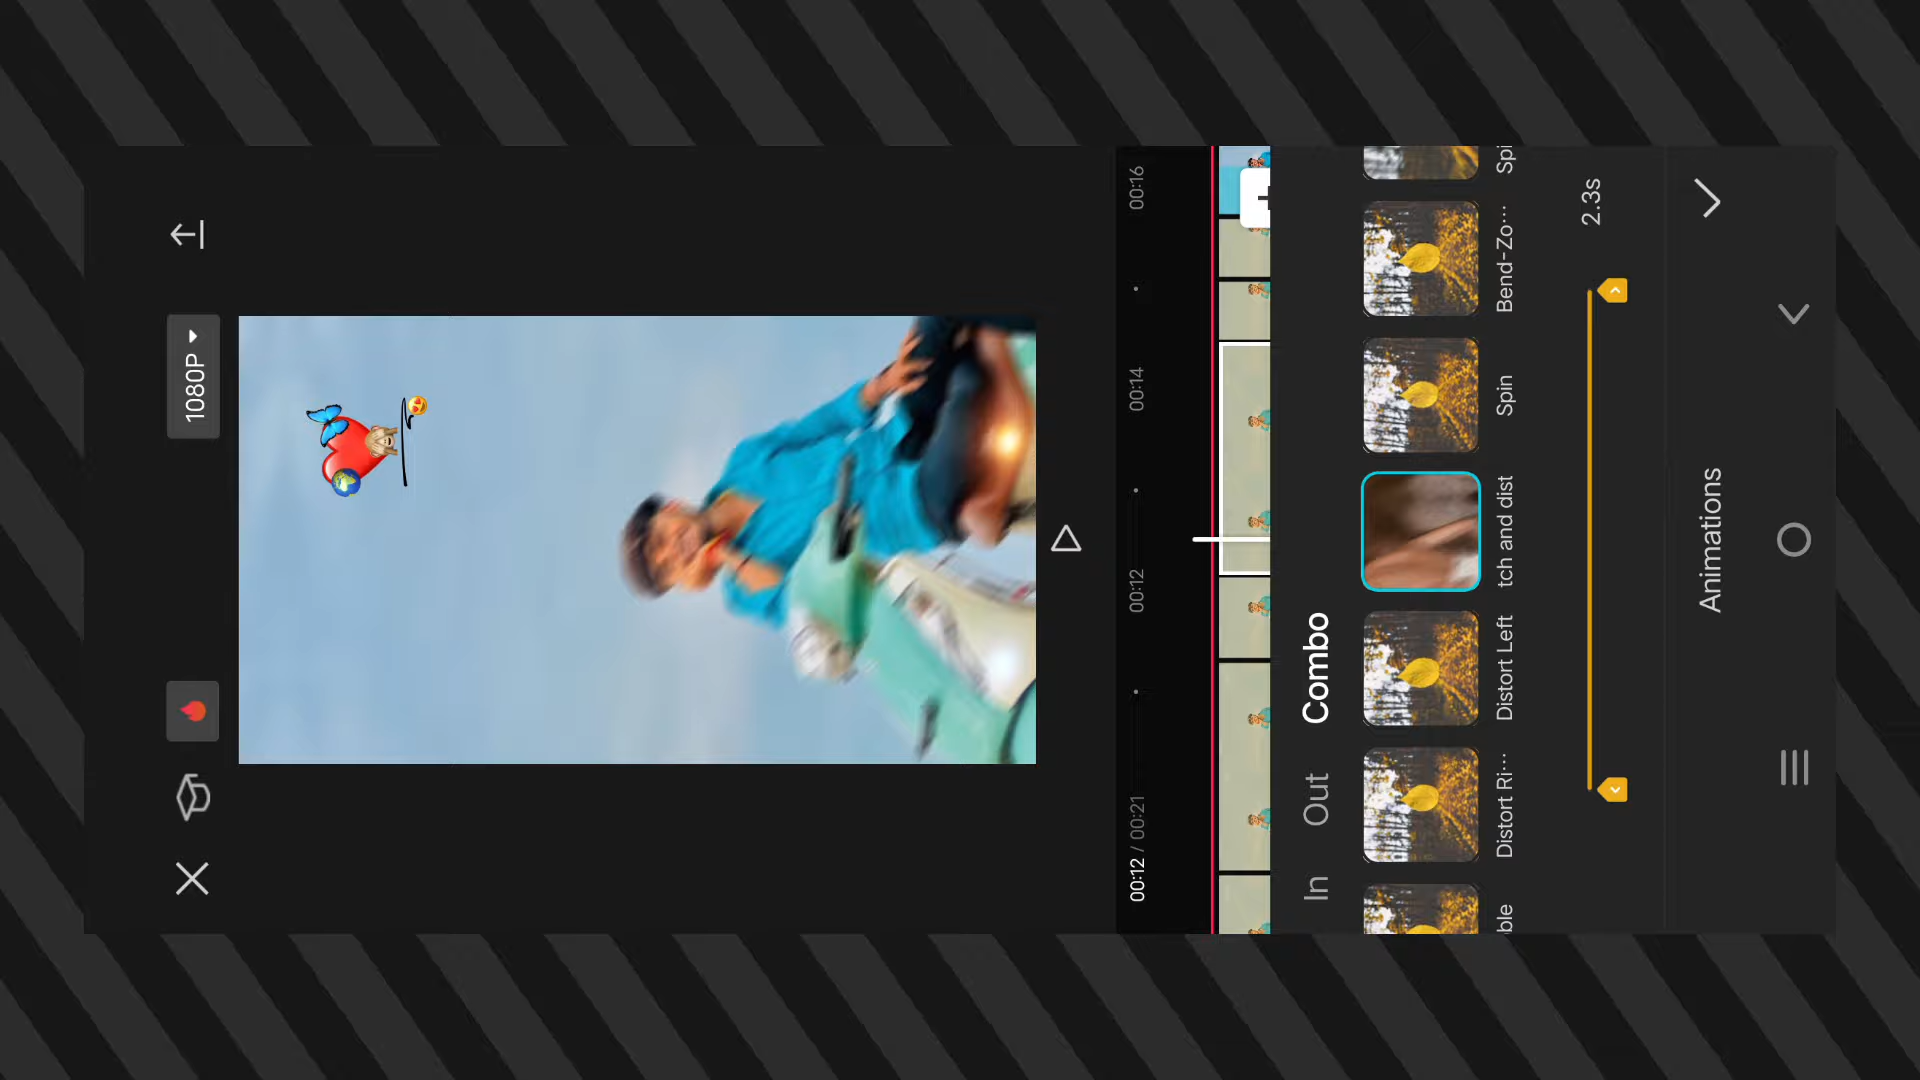 1080P
00:12 / 00:21
00:12
00:14
00:16
In
Out
Combo
ble
Distort Ri...
Distort Left
tch and dist
Spin
Bend-Zo...
Spi
2.3s
Animations